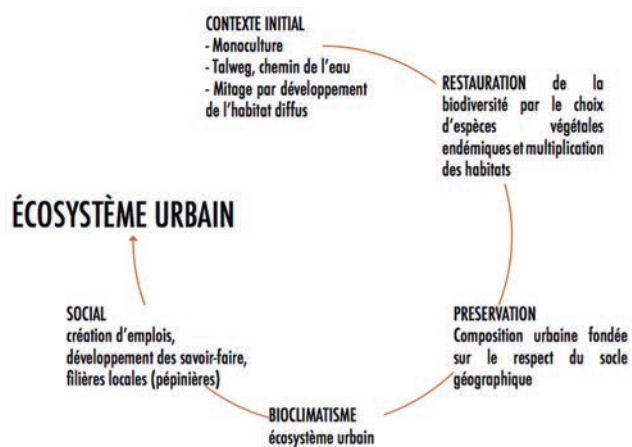 CONTEXTE INITIAL
- Monoculture
- Talweg, chemin de l'eau
- Mitage par développement
de l'habitat diffus
RESTAURATION de la
biodiversité par le choix
d'espèces végétales
endémiques et multiplication
des habitats
PRESERVATION
Composition urbaine fondée
sur le respect du socle
géographique
BIOCLIMATISME
écosystème urbain
SOCIAL
création d'emplois,
développement des savoir-faire,
filières locales (pépinières)
ÉCOSYSTÈME URBAIN